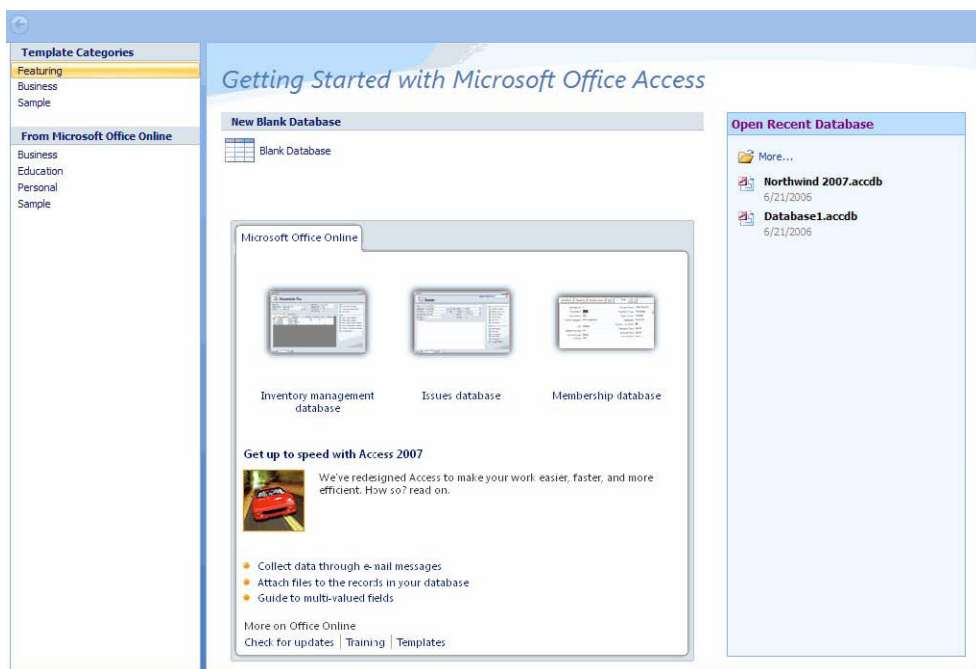 Template Categories
Featuring
Business
Sample
From Microsoft Office Online
Business
Education
Personal
Sample
Getting Started with Microsoft Office Access
New Blank Database
Blank Database
Microsoft Office Online
Inventory management
database
Issues database
Membership database
Get up to speed with Access 2007
We've redesigned Access to make your work easier, faster, and more
efficient. How so? read on.
Collect data through e-mail messages
Attach files to the records in your database
Guide to multi-valued fields
More on Office Online
Check for updates | Training | Templates
Open Recent Database
More...
Northwind 2007.accdb
6/21/2006
Database1.accdb
6/21/2006